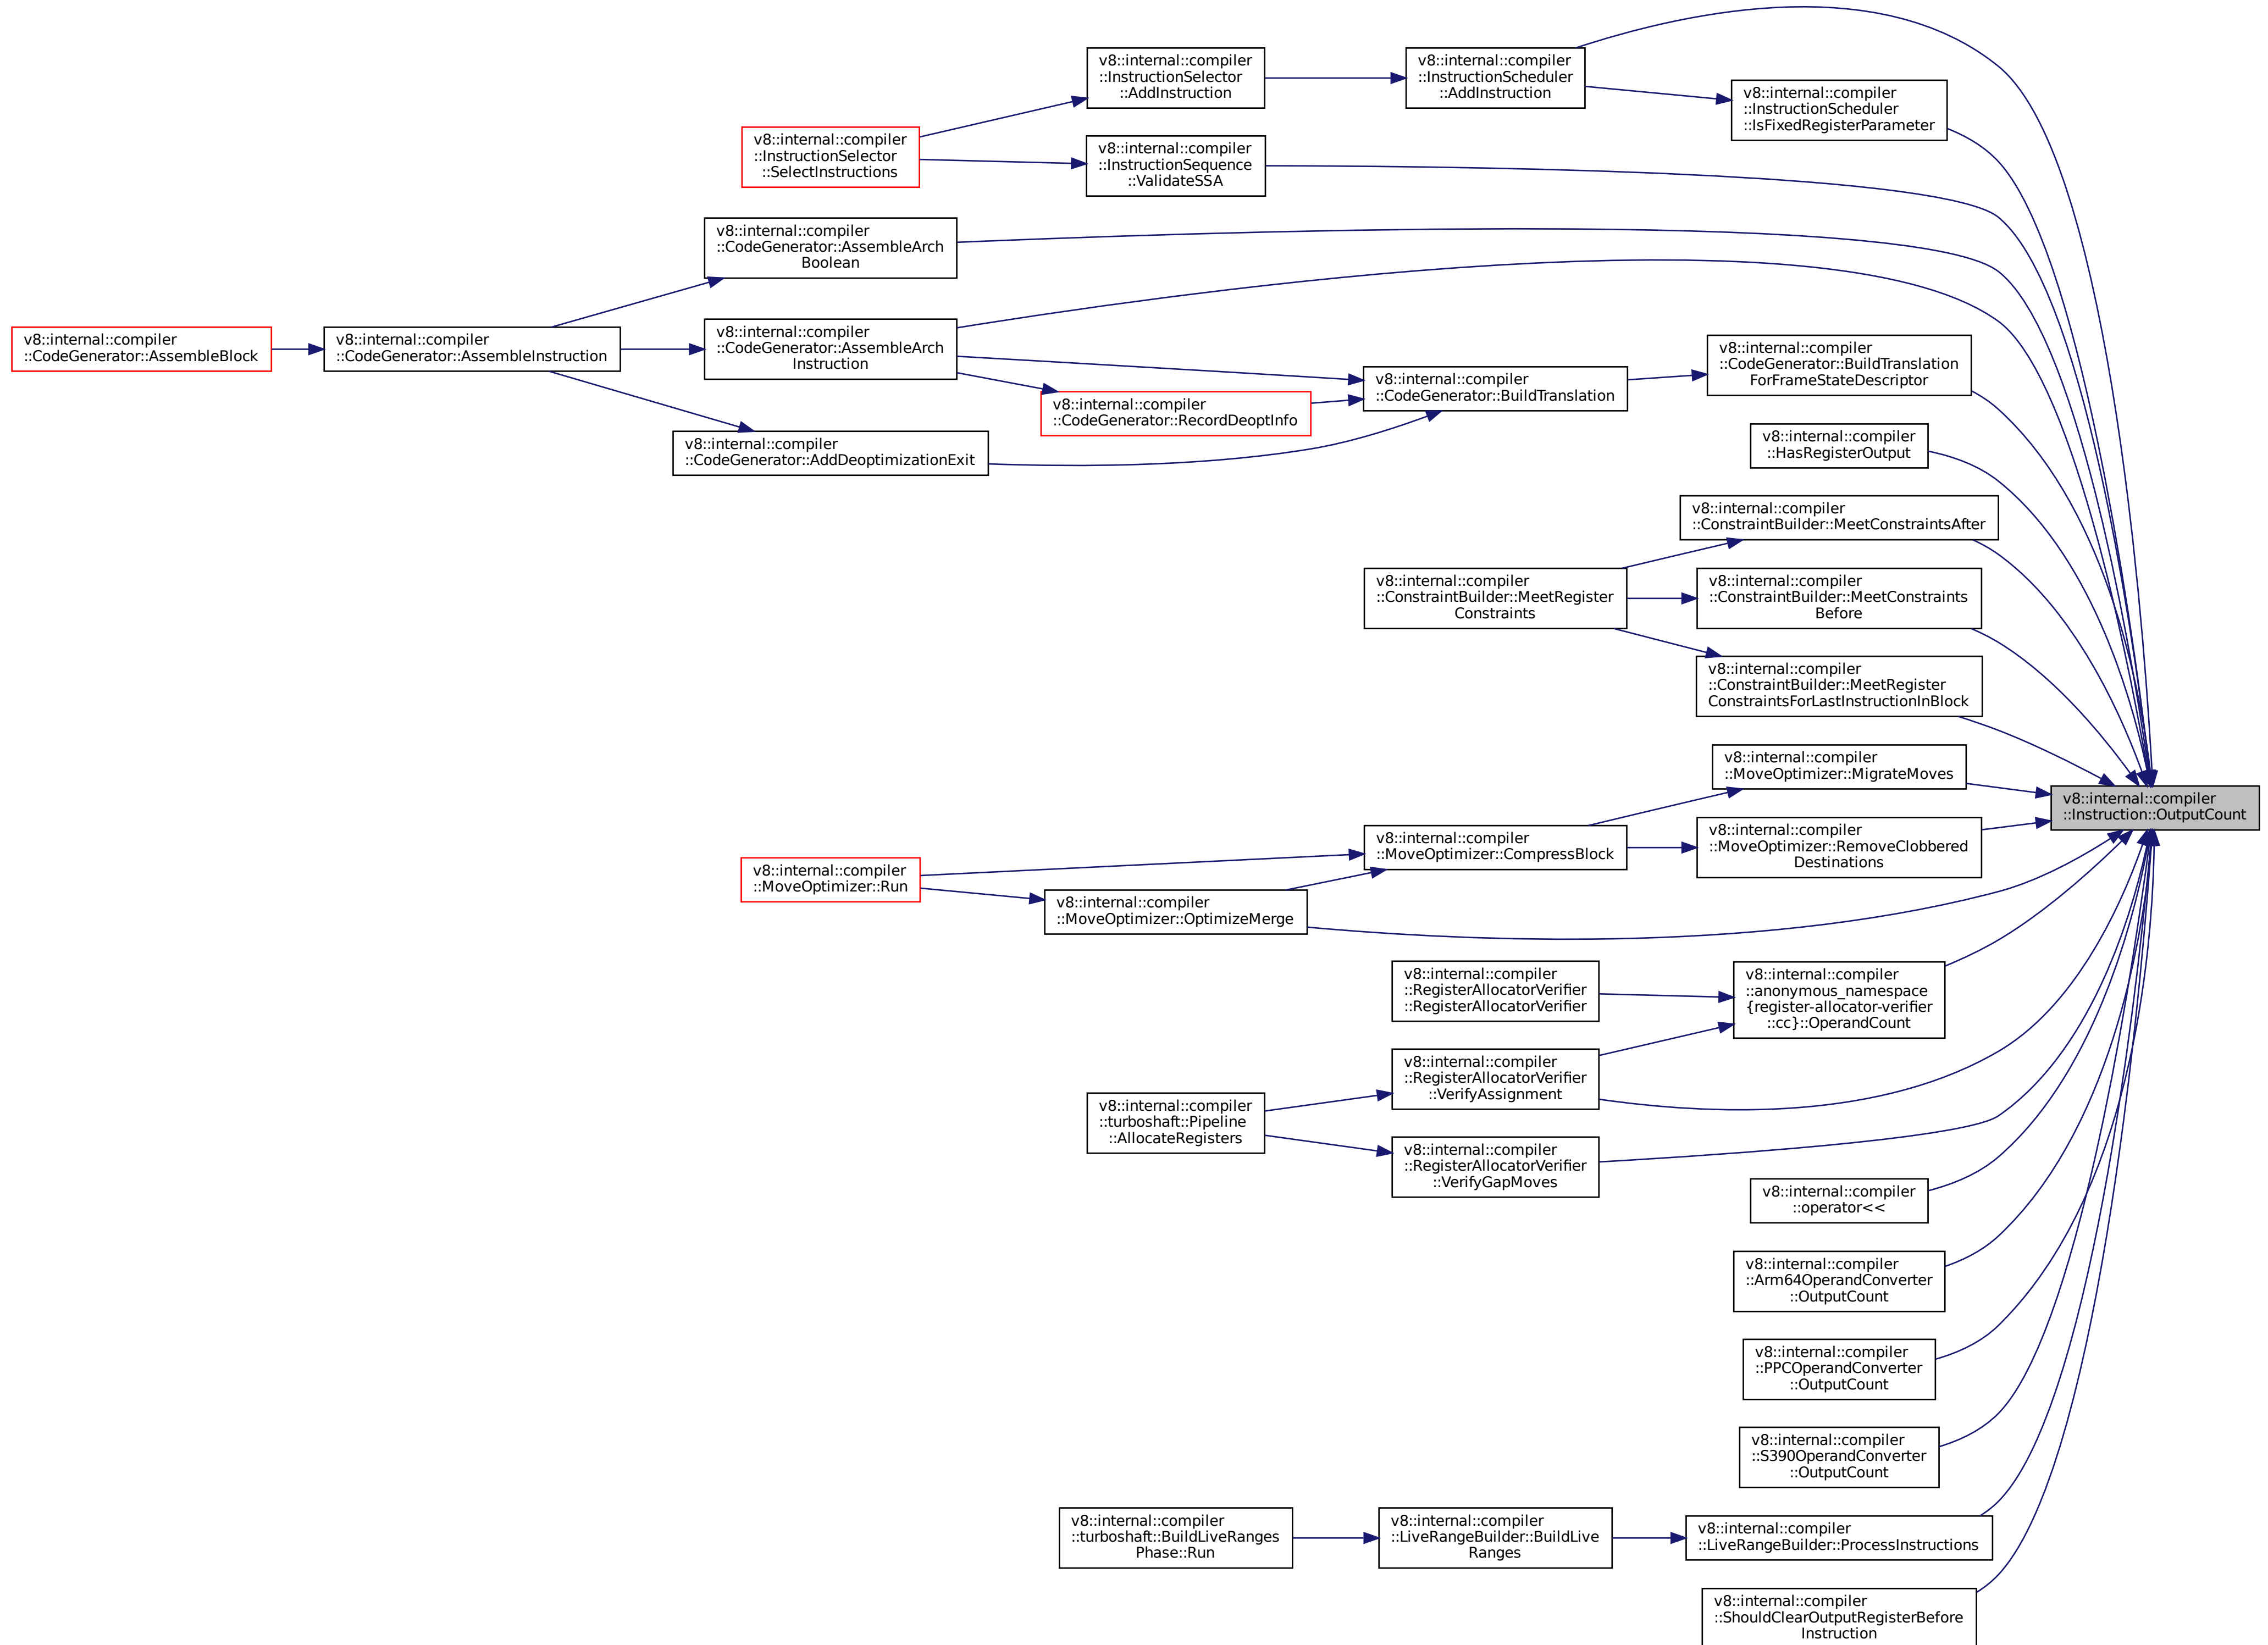 v8::internal::compiler
::InstructionSelector
::AddInstruction
v8::internal::compiler
::InstructionScheduler
::AddInstruction
v8::internal::compiler
::InstructionScheduler
::IsFixedRegisterParameter
v8::internal::compiler
::InstructionSelector
::SelectInstructions
v8::internal::compiler
::InstructionSequence
::ValidateSSA
v8::internal::compiler
::CodeGenerator::AssembleArch
Boolean
v8::internal::compiler
::CodeGenerator::AssembleBlock
v8::internal::compiler
::CodeGenerator::AssembleInstruction
v8::internal::compiler
::CodeGenerator::AssembleArch
Instruction
v8::internal::compiler
::CodeGenerator::RecordDeoptInfo
v8::internal::compiler
::CodeGenerator::BuildTranslation
v8::internal::compiler
::CodeGenerator::BuildTranslation
ForFrameStateDescriptor
v8::internal::compiler
::CodeGenerator::AddDeoptimizationExit
v8::internal::compiler
::HasRegisterOutput
v8::internal::compiler
::ConstraintBuilder::MeetConstraintsAfter
v8::internal::compiler
::ConstraintBuilder::MeetRegister
Constraints
v8::internal::compiler
::ConstraintBuilder::MeetConstraints
Before
v8::internal::compiler
::ConstraintBuilder::MeetRegister
ConstraintsForLastInstructionInBlock
v8::internal::compiler
::MoveOptimizer::MigrateMoves
v8::internal::compiler
::Instruction::OutputCount
v8::internal::compiler
::MoveOptimizer::CompressBlock
v8::internal::compiler
::MoveOptimizer::RemoveClobbered
Destinations
v8::internal::compiler
::MoveOptimizer::Run
v8::internal::compiler
::MoveOptimizer::OptimizeMerge
v8::internal::compiler
::RegisterAllocatorVerifier
::RegisterAllocatorVerifier
v8::internal::compiler
::anonymous_namespace
{register-allocator-verifier
::cc}::OperandCount
v8::internal::compiler
::RegisterAllocatorVerifier
::VerifyAssignment
v8::internal::compiler
::turboshaft::Pipeline
::AllocateRegisters
v8::internal::compiler
::RegisterAllocatorVerifier
::VerifyGapMoves
v8::internal::compiler
::operator<<
v8::internal::compiler
::Arm64OperandConverter
::OutputCount
v8::internal::compiler
::PPCOperandConverter
::OutputCount
v8::internal::compiler
::S390OperandConverter
::OutputCount
v8::internal::compiler
::turboshaft::BuildLiveRanges
Phase::Run
v8::internal::compiler
::LiveRangeBuilder::BuildLive
Ranges
v8::internal::compiler
::LiveRangeBuilder::ProcessInstructions
v8::internal::compiler
::ShouldClearOutputRegisterBefore
Instruction